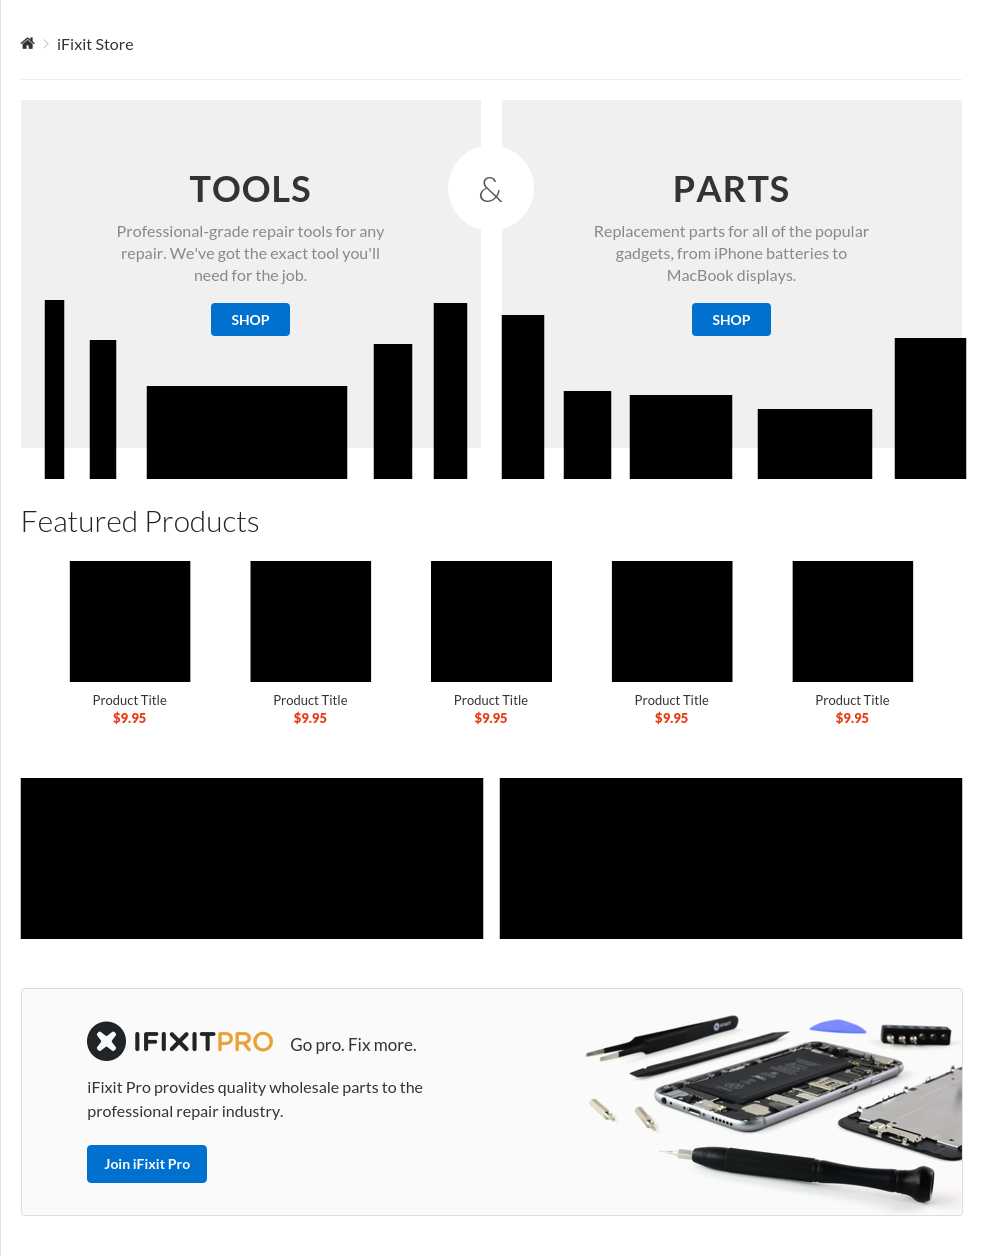 iFixit Store
TOOLS
Professional-grade repair tools for any
repair. We've got the exact tool you'll
need for the job.
SHOP
&
PARTS
Replacement parts for all of the popular
gadgets, from iPhone batteries to
MacBook displays.
SHOP
Featured Products
Product Title
$9.95
Product Title
$9.95
Product Title
$9.95
Product Title
$9.95
Product Title
$9.95
IFIXITPRO Go pro. Fix more.
iFixit Pro provides quality wholesale parts to the
professional repair industry.
Join iFixit Pro